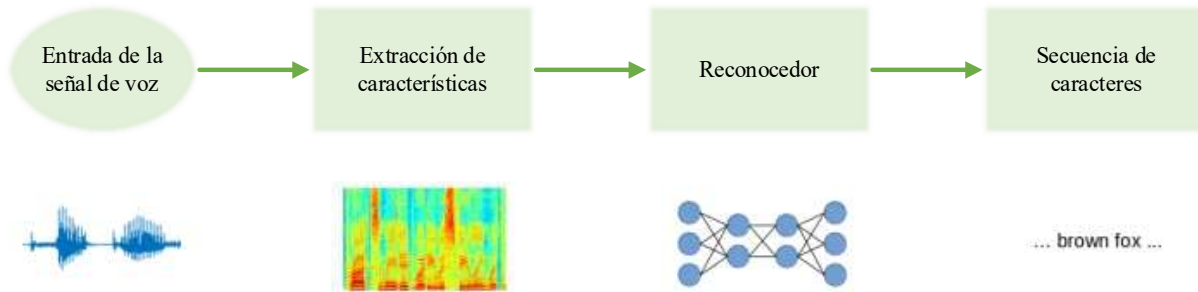 Entrada de la
señal de voz
Extracción de
características
Reconocedor
Secuencia de
caracteres
... brown fox ...